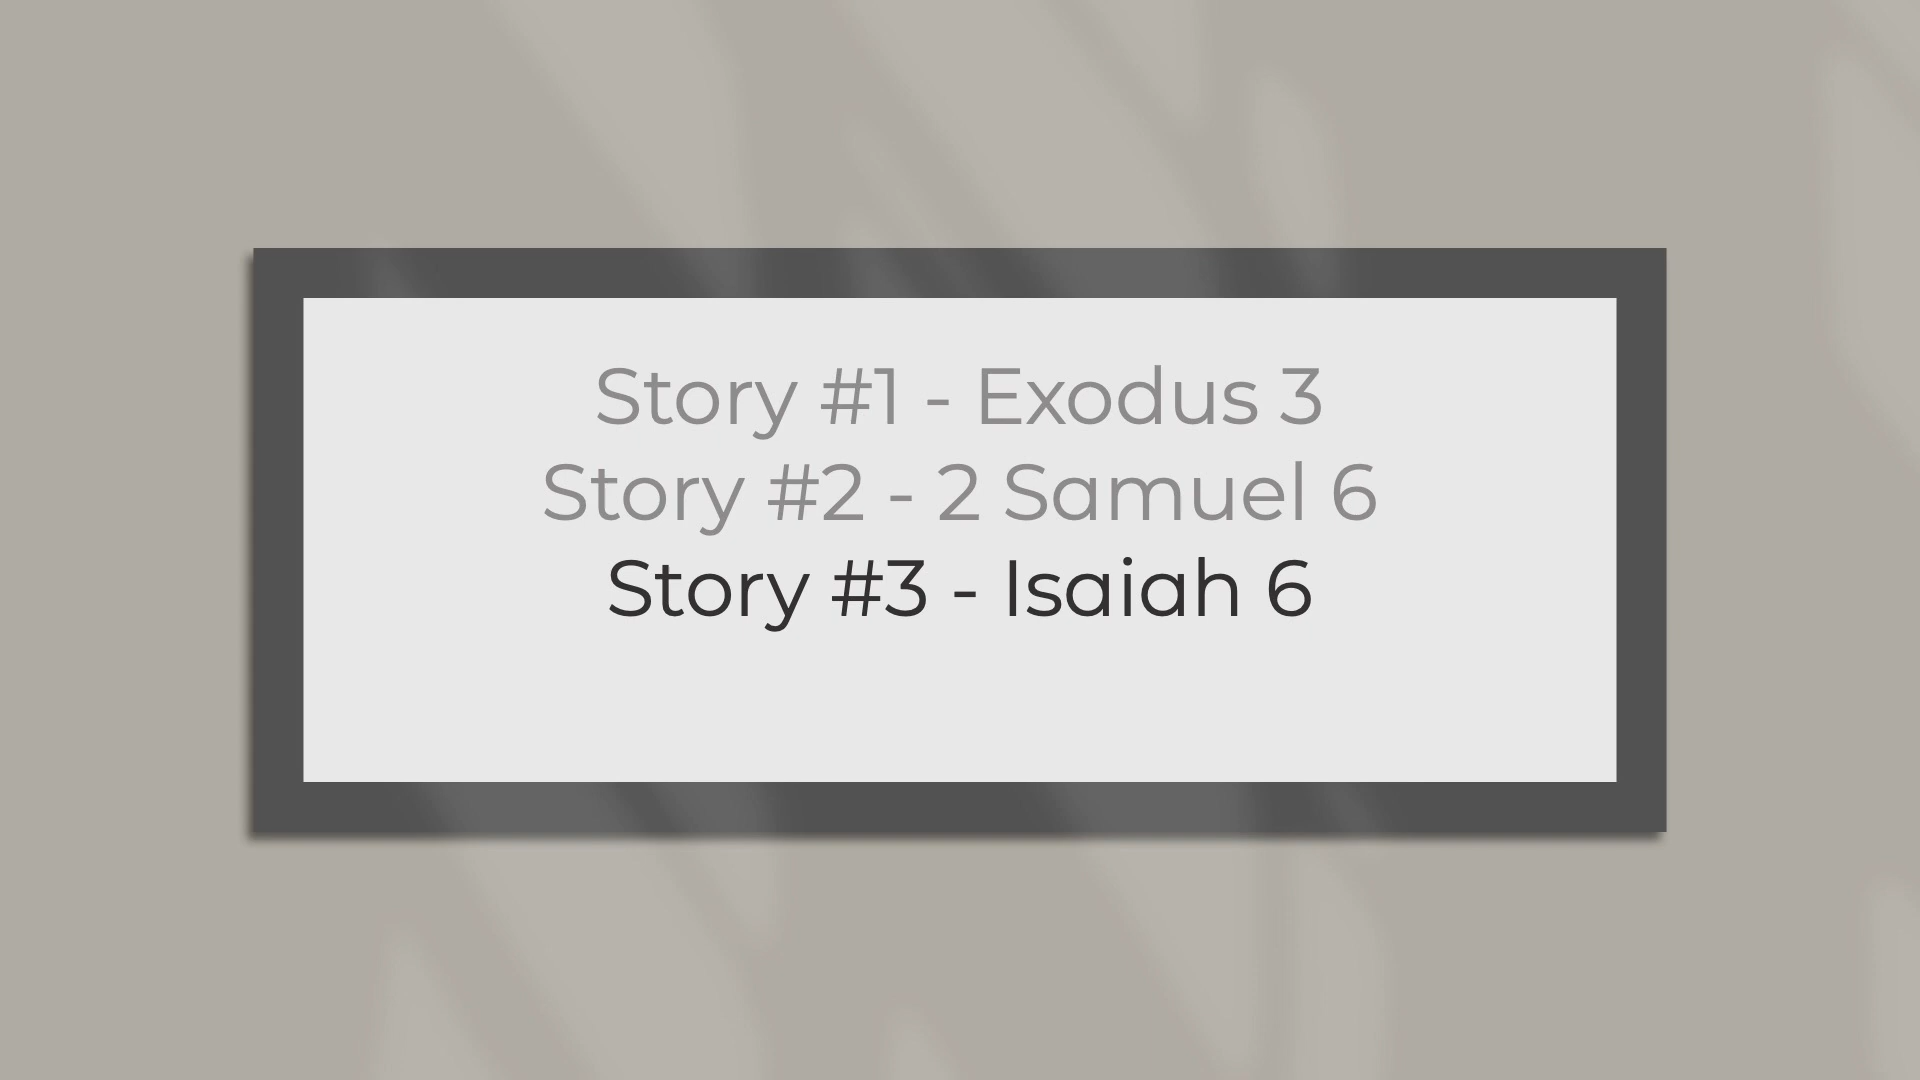 Story #1 - Exodus 3
Story #2 - 2 Samuel 6
Story #3 - Isaiah 6